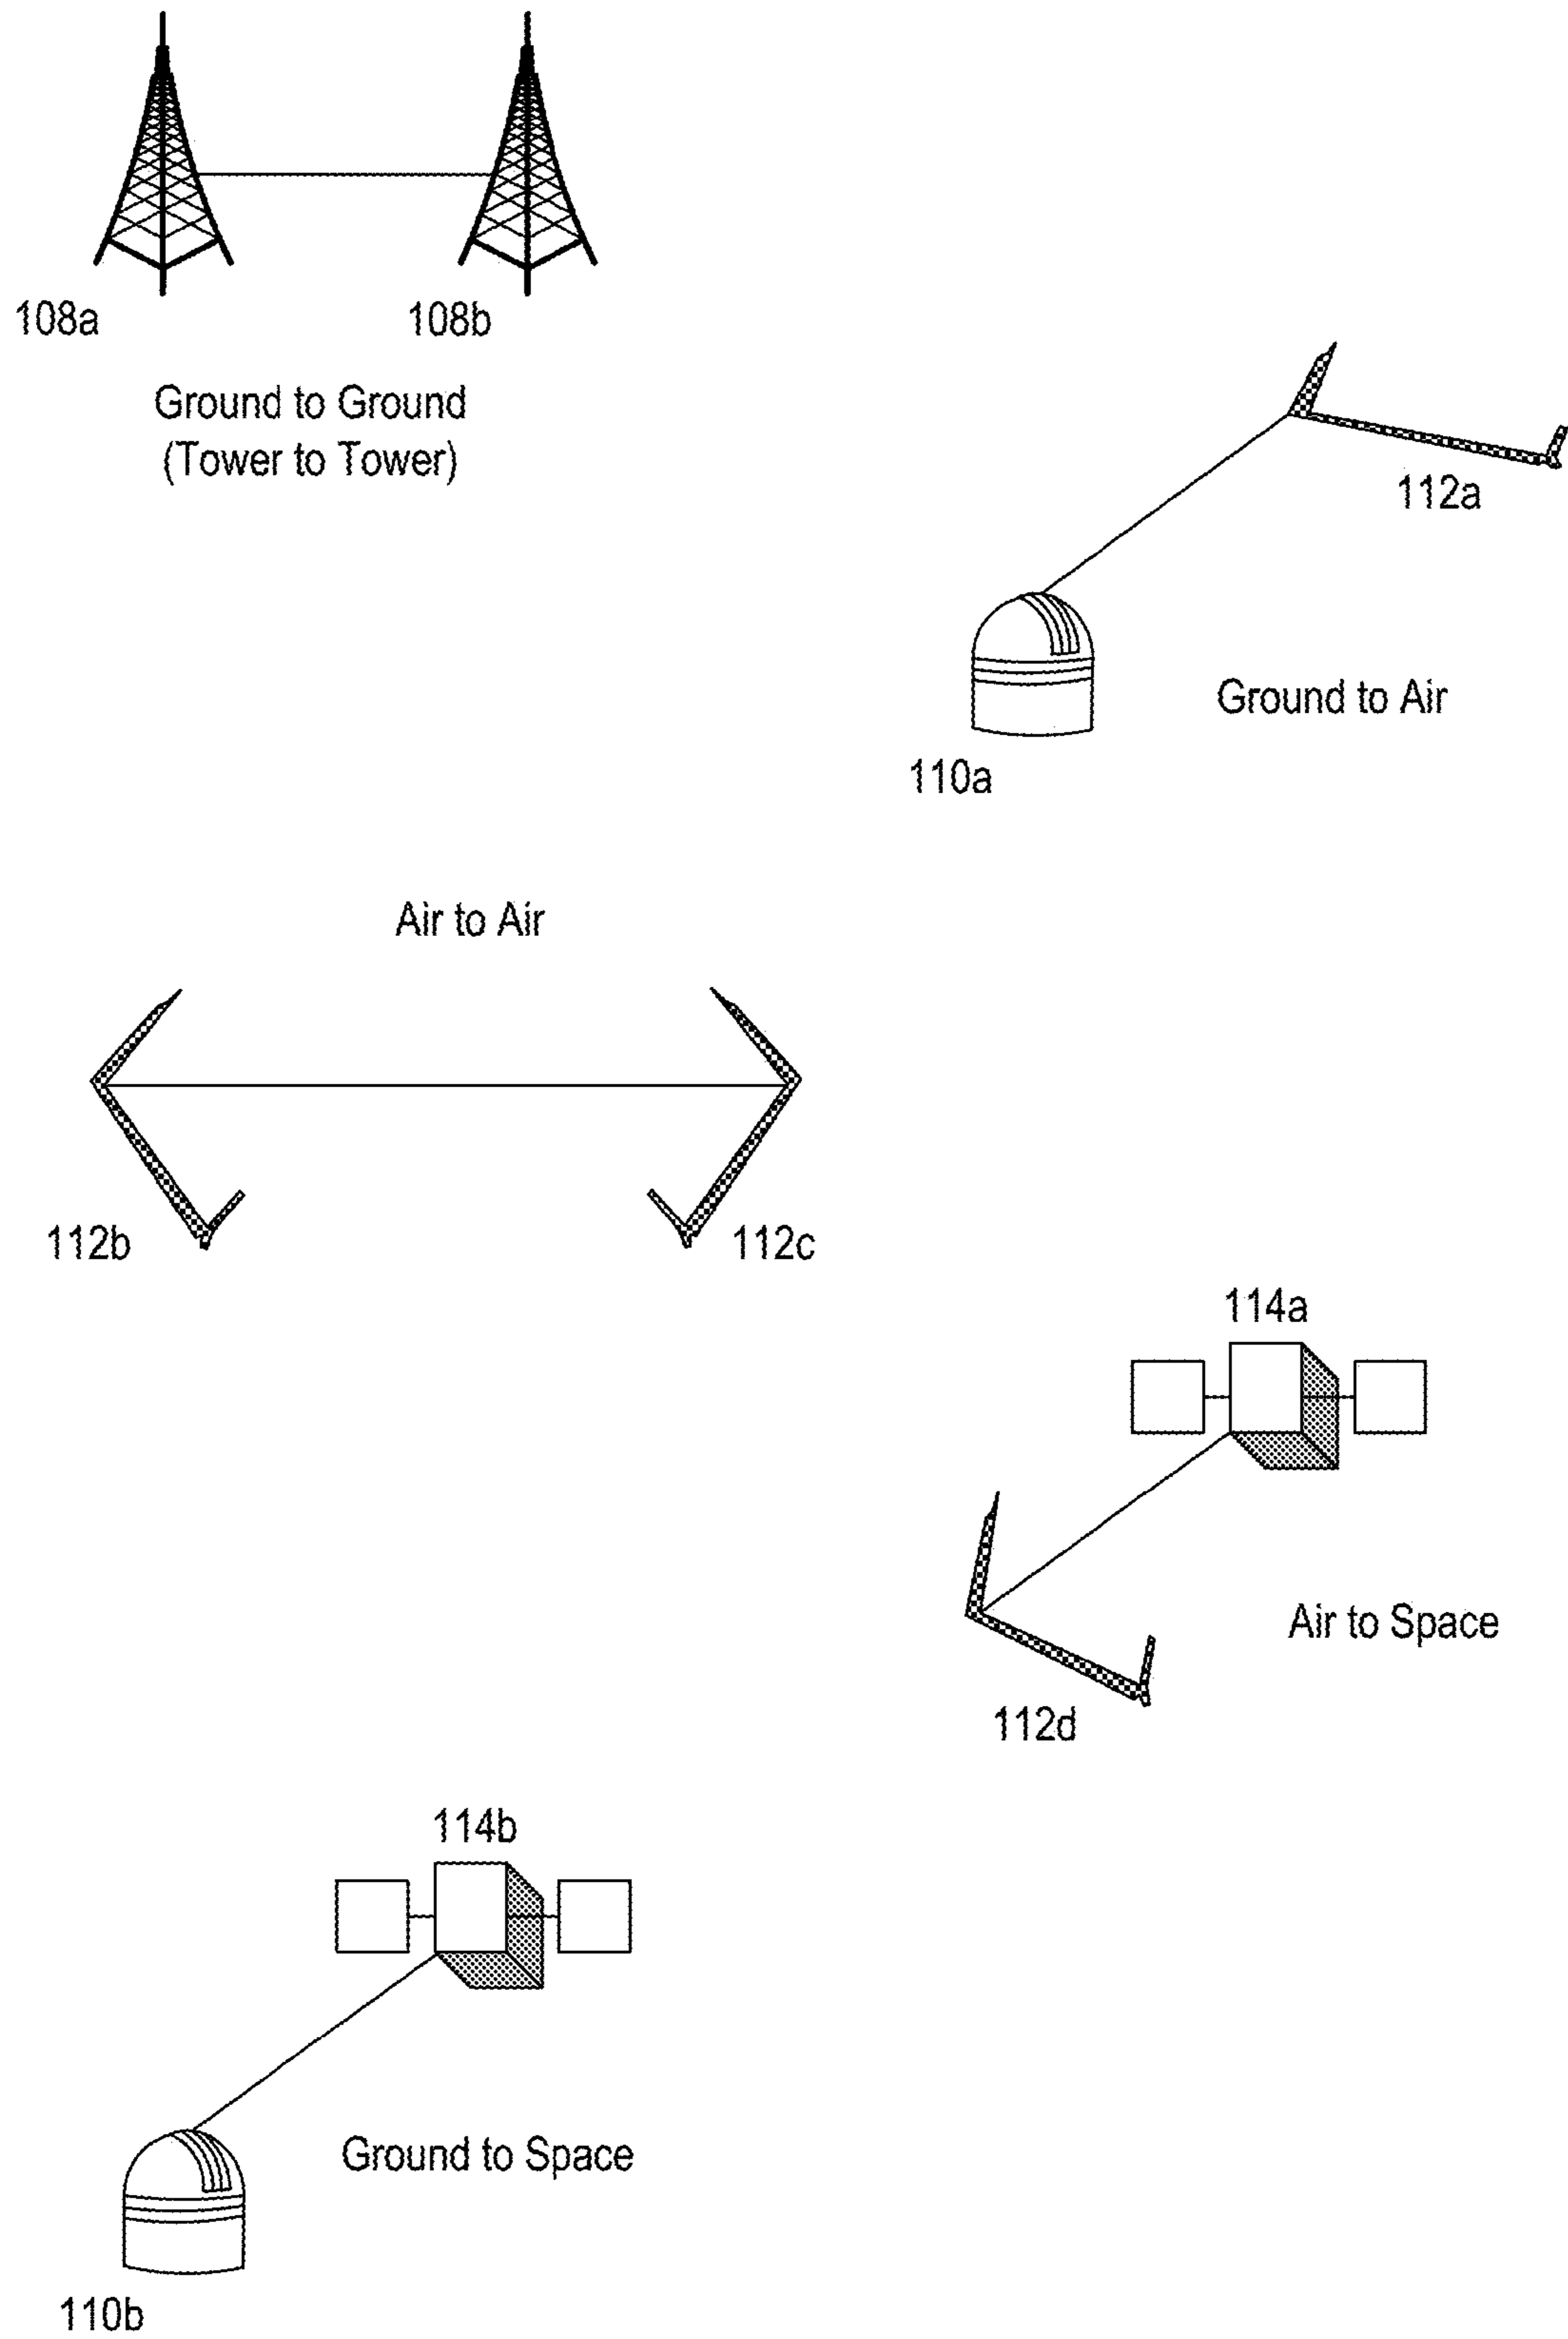 108a
108b
Ground to Ground
(Tower to Tower)
112a
Ground to Air
110a
Air to Air
112b
112c
114a
Air to Space
112d
114b
Ground to Space
110b